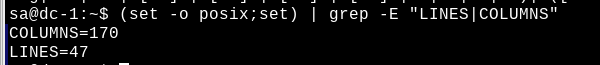 sa@dc-1:~$ (set -o posix;set) | grep -E "LINES|COLUMNS"
COLUMNS=170
LINES=47